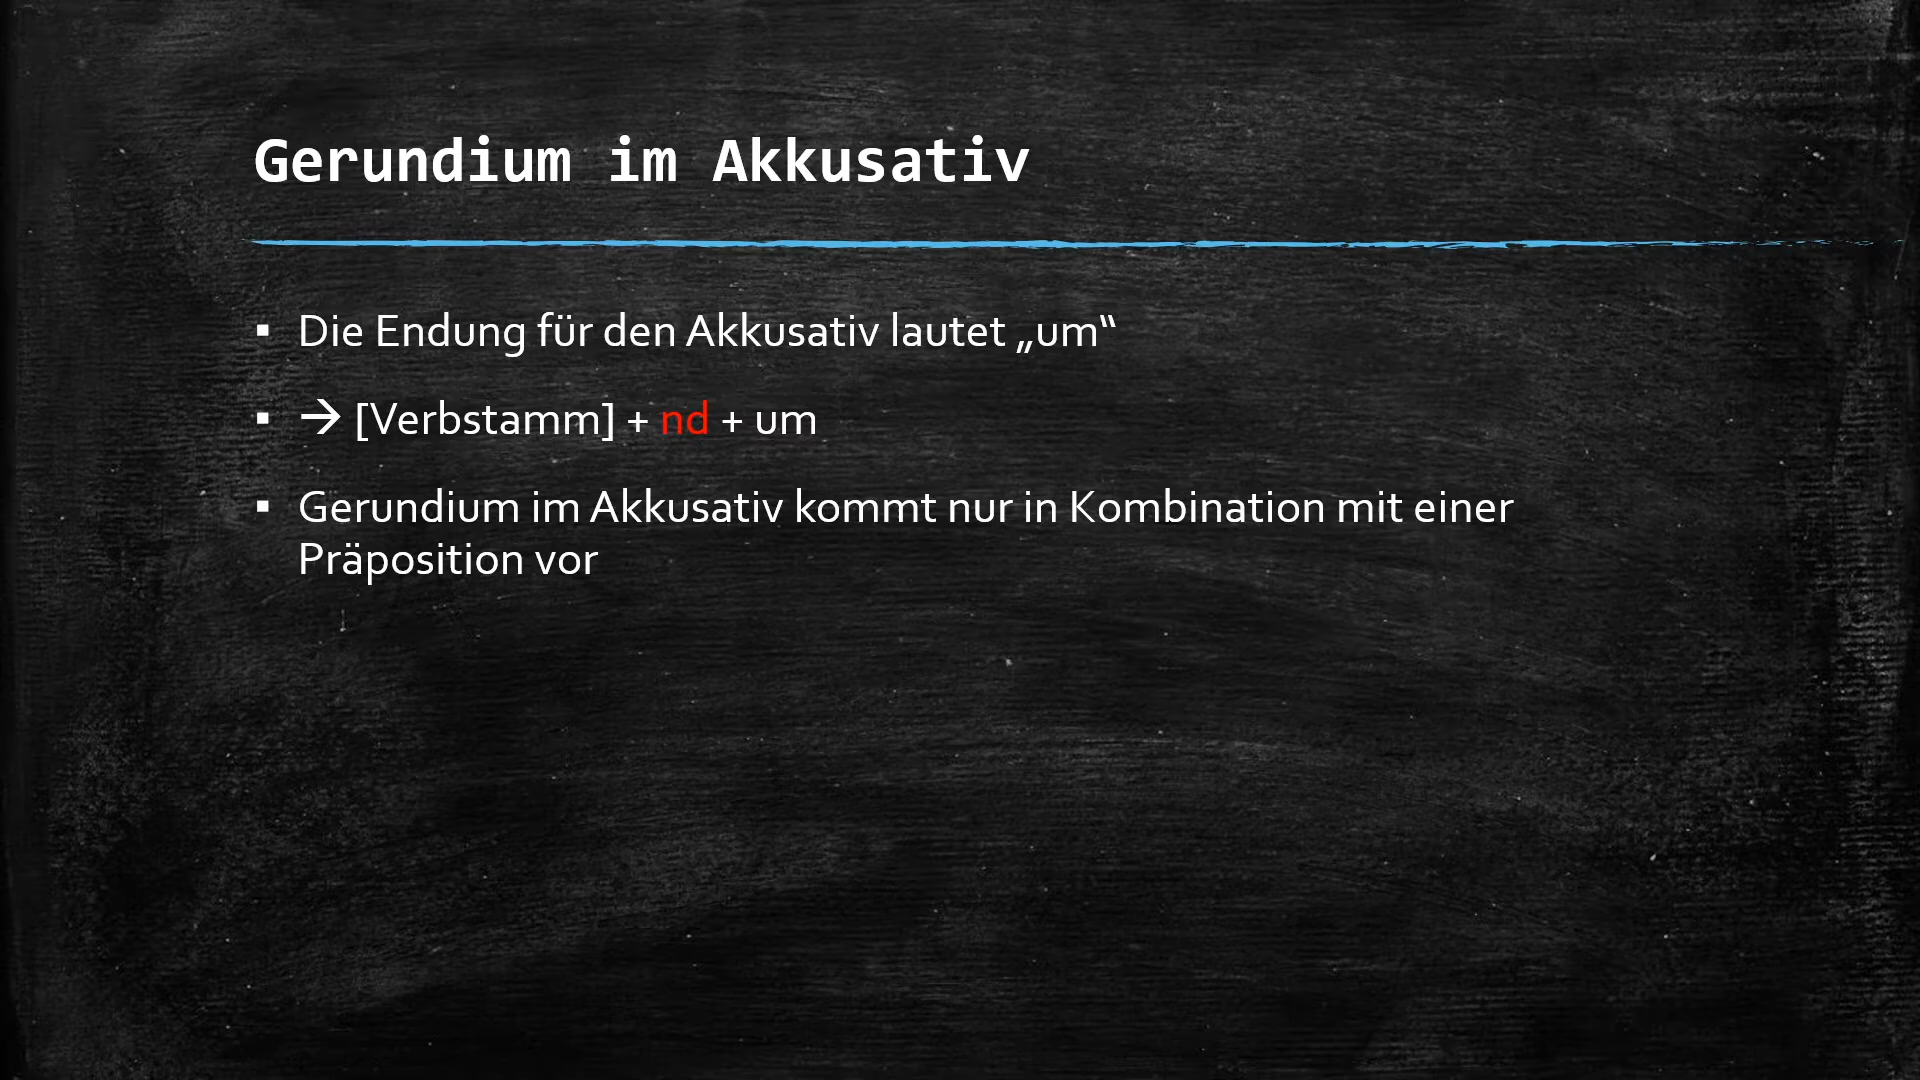 Gerundium im Akkusativ
▪ Die Endung für den Akkusativ lautet „um“
▪ → [Verbstamm] + nd + um
▪ Gerundium im Akkusativ kommt nur in Kombination mit einer
Präposition vor